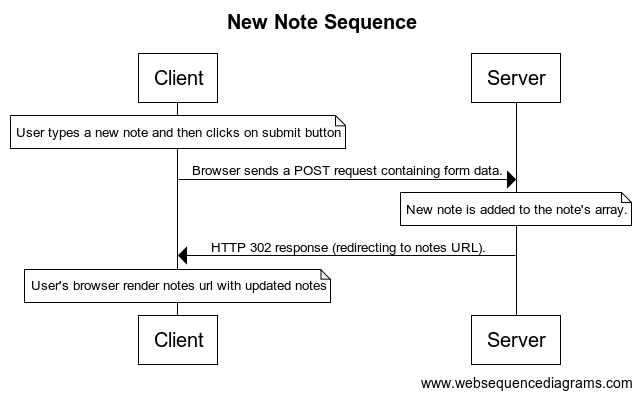 New Note Sequence
Client
Server
User types a new note and then clicks on submit button
Browser sends a POST request containing form data.
New note is added to the note's array.
HTTP 302 response (redirecting to notes URL).
User's browser render notes url with updated notes
Client
Server
www.websequencediagrams.com